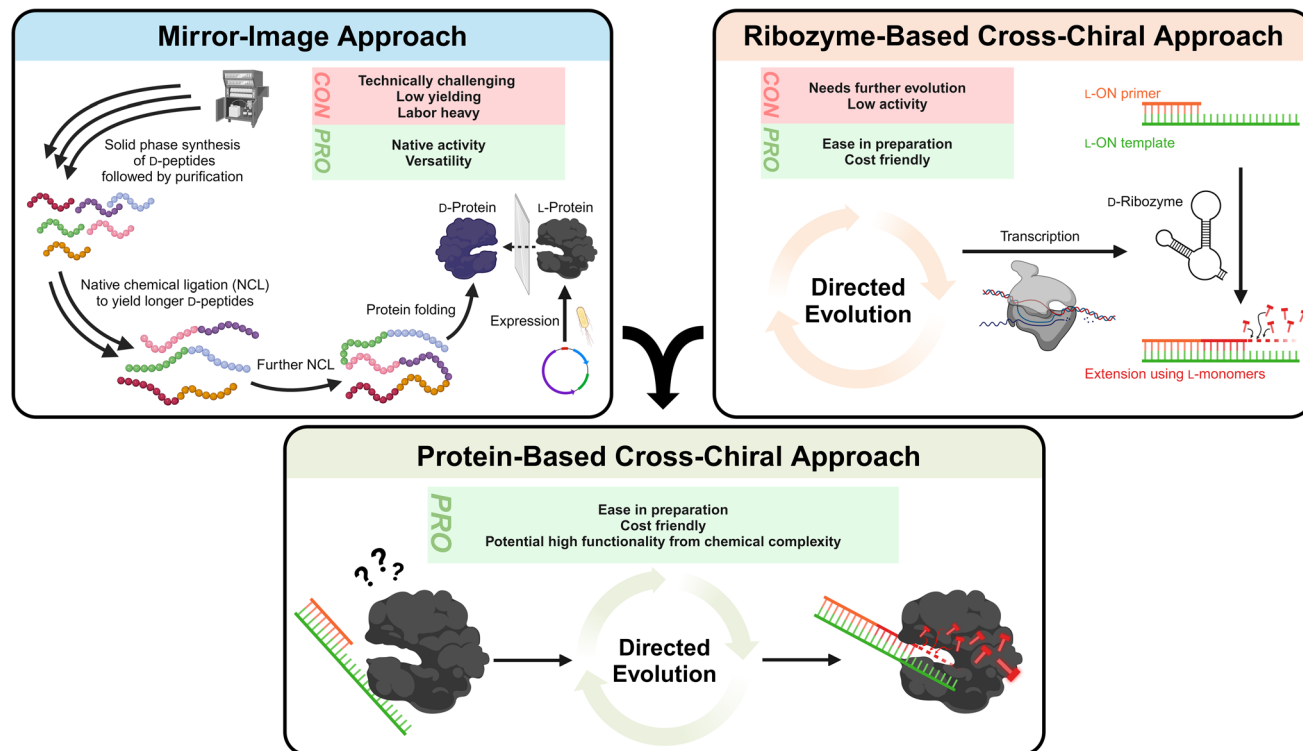 Mirror-Image Approach
CON
Technically challenging
Low yielding
Labor heavy
PRO
Native activity
Versatility
Solid phase synthesis
of D-peptides
followed by purification
D-Protein
L-Protein
Native chemical ligation (NCL)
to yield longer D-peptides
Protein folding
Expression
Further NCL
Ribozyme-Based Cross-Chiral Approach
CON
Needs further evolution
Low activity
PRO
Ease in preparation
Cost friendly
L-ON primer
L-ON template
D-Ribozyme
Transcription
Directed
Evolution
Extension using L-monomers
Protein-Based Cross-Chiral Approach
PRO
Ease in preparation
Cost friendly
Potential high functionality from chemical complexity
???
Directed
Evolution